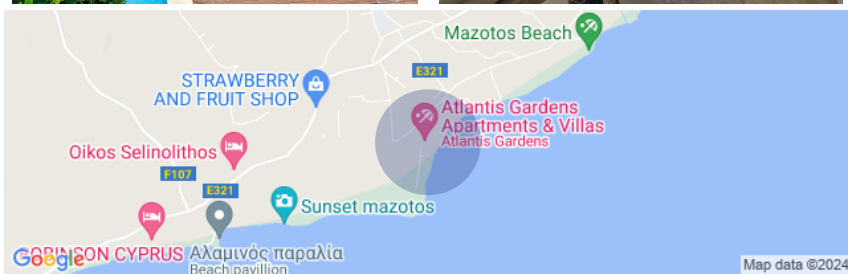 Mazotos Beach
E321
STRAWBERRY
AND FRUIT SHOP
Atlantis Gardens
Apartments & Villas
Atlantis Gardens
Oikos Selinolithos
F107
E321
Sunset mazotos
ROBINSON CYPRUS
Αλαμινός παραλία
Beach pavillion
Google
Map data ©2024